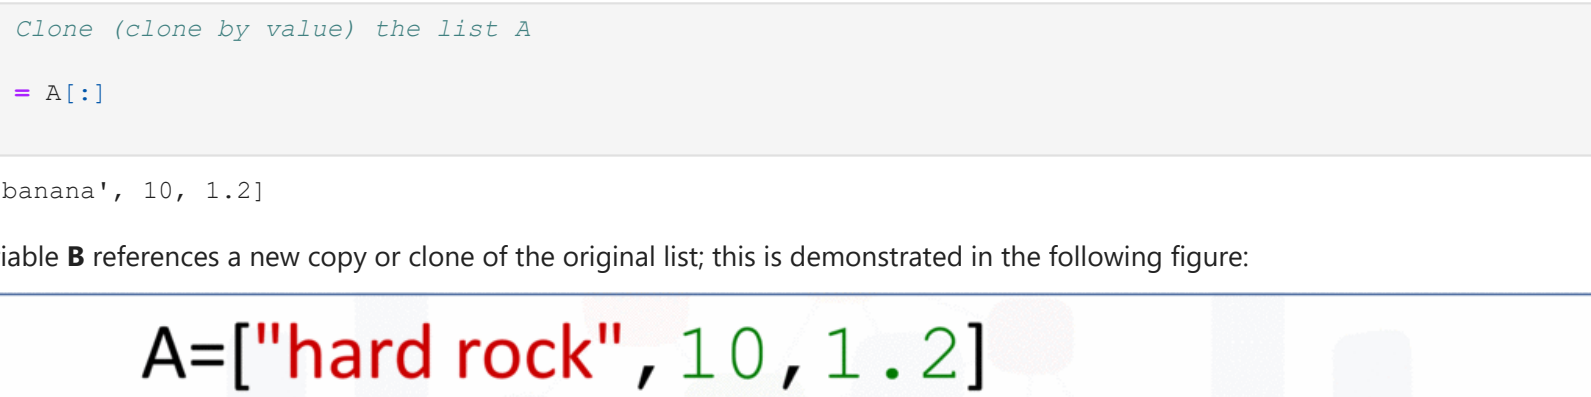 Clone (clone by value) the list A
= A[:]
banana', 10, 1.2]
iable B references a new copy or clone of the original list; this is demonstrated in the following figure:
A=["hard rock",10,1.2]